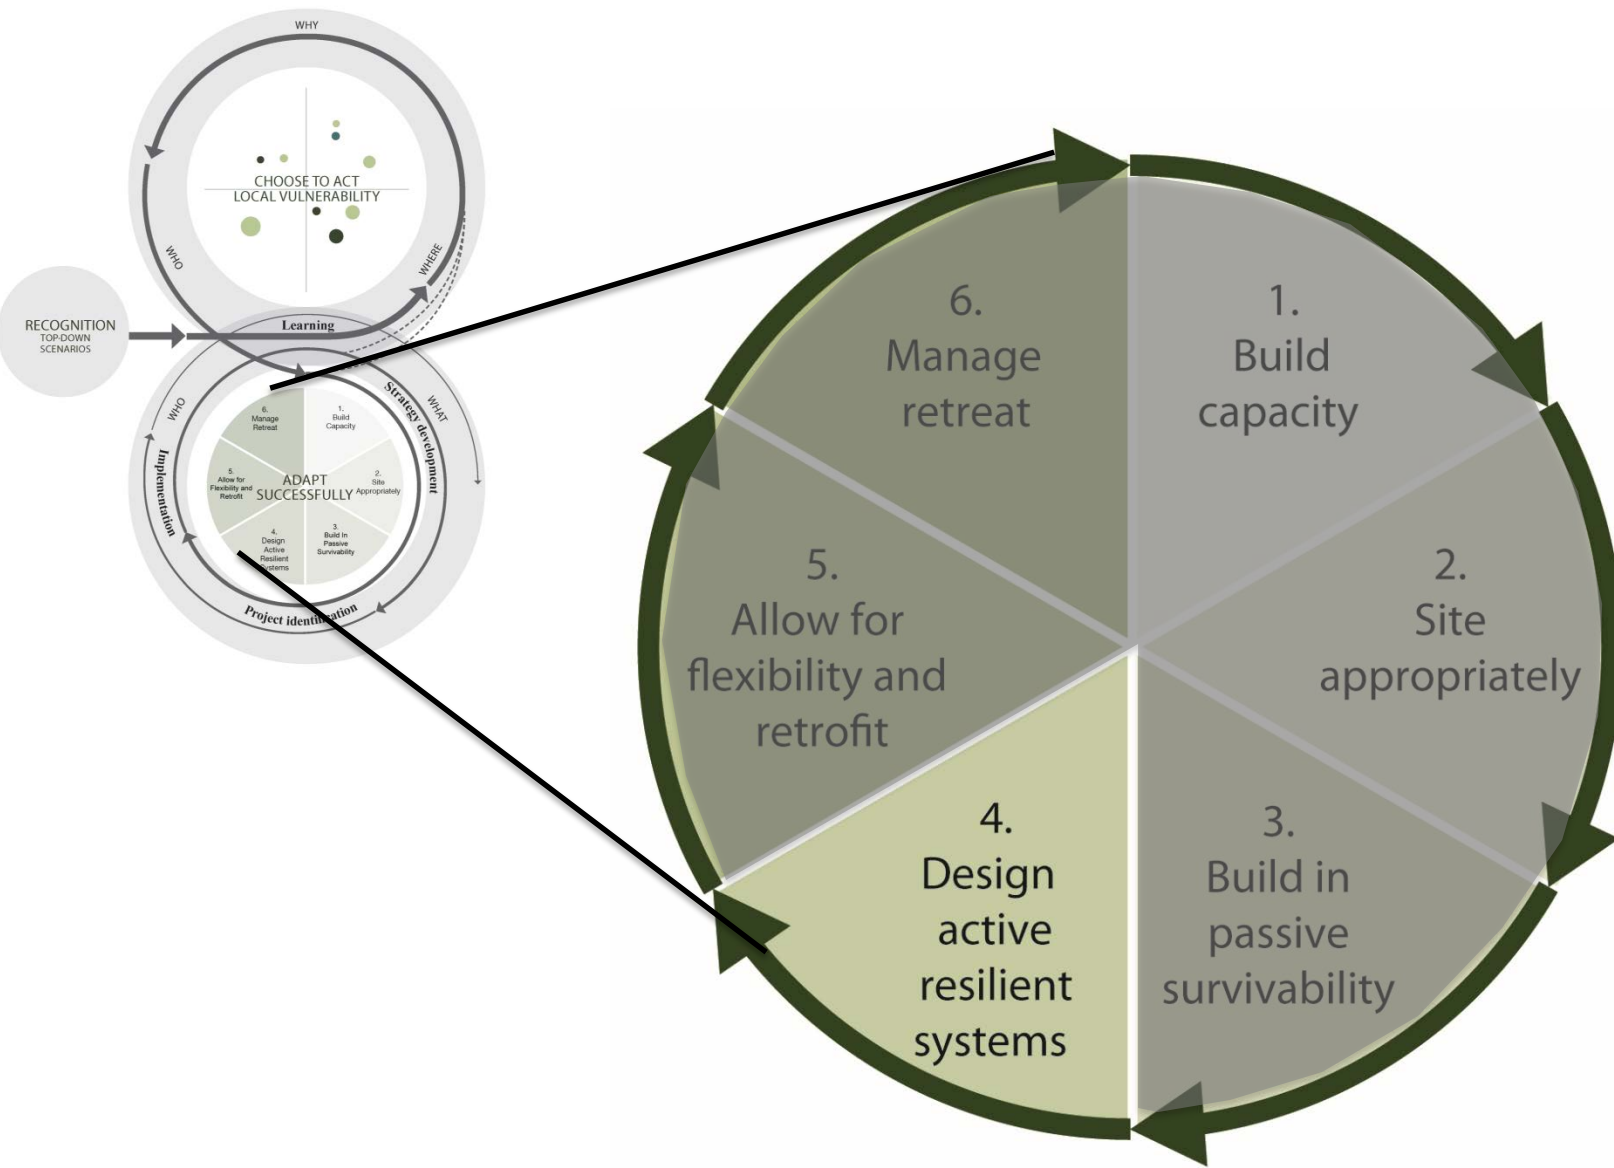 WHY
CHOOSE TO ACT
LOCAL VULNERABILITY
WHO
WHERE
RECOGNITION
TOP-DOWN
SCENARIOS
Learning
WHO
WHAT
Strategy development
Implementation
Project identification
ADAPT
SUCCESSFULLY
1.
Build
Capacity
2.
Site
Appropriately
3.
Build In
Passive
Survivability
4.
Design
Active
Resilient
Systems
5.
Allow for
Flexibility and
Retrofit
6.
Manage
Retreat
1.
Build
capacity
2.
Site
appropriately
3.
Build in
passive
survivability
4.
Design
active
resilient
systems
5.
Allow for
flexibility and
retrofit
6.
Manage
retreat